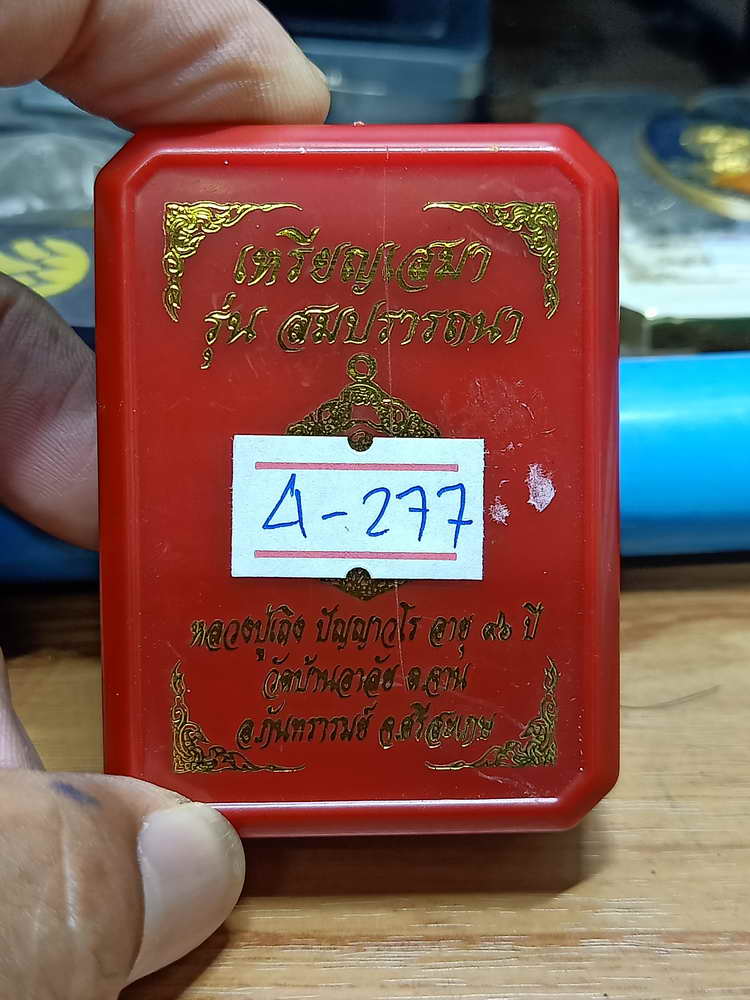 เหรียญเสมา
รุ่น สมปรารถนา
4-277
หลวงปู่เถิง ปัญญาวโร อายุ ๙๖ ปี
วัดบ้านอาลัย ต.จาน
อ.กันทรารมย์ จ.ศรีสะเกษ